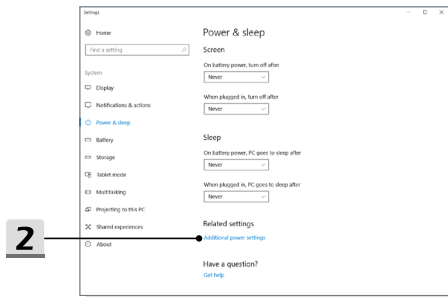 Settings
Home
Find a setting
System
Display
Notifications & actions
Power & sleep
Battery
Storage
Tablet mode
Multitasking
Projecting to this PC
Shared experiences
About
Power & sleep
Screen
On battery power, turn off after
Never
When plugged in, turn off after
Never
Sleep
On battery power, PC goes to sleep after
Never
When plugged in, PC goes to sleep after
Never
Related settings
Additional power settings
Have a question?
Get help
2